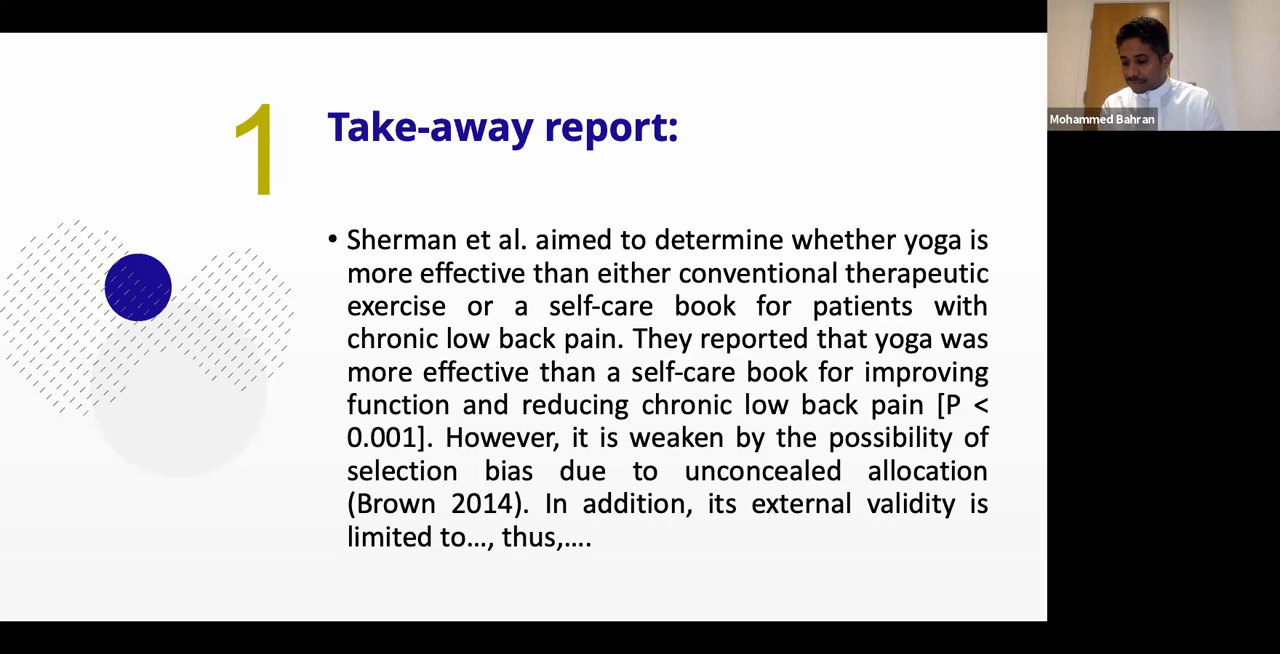 1
Take-away report:
• Sherman et al. aimed to determine whether yoga is
more effective than either conventional therapeutic
exercise or a self-care book for patients with
chronic low back pain. They reported that yoga was
more effective than a self-care book for improving
function and reducing chronic low back pain [P <
0.001]. However, it is weaken by the possibility of
selection bias due to unconcealed allocation
(Brown 2014). In addition, its external validity is
limited to…, thus,….
Mohammed Bahran